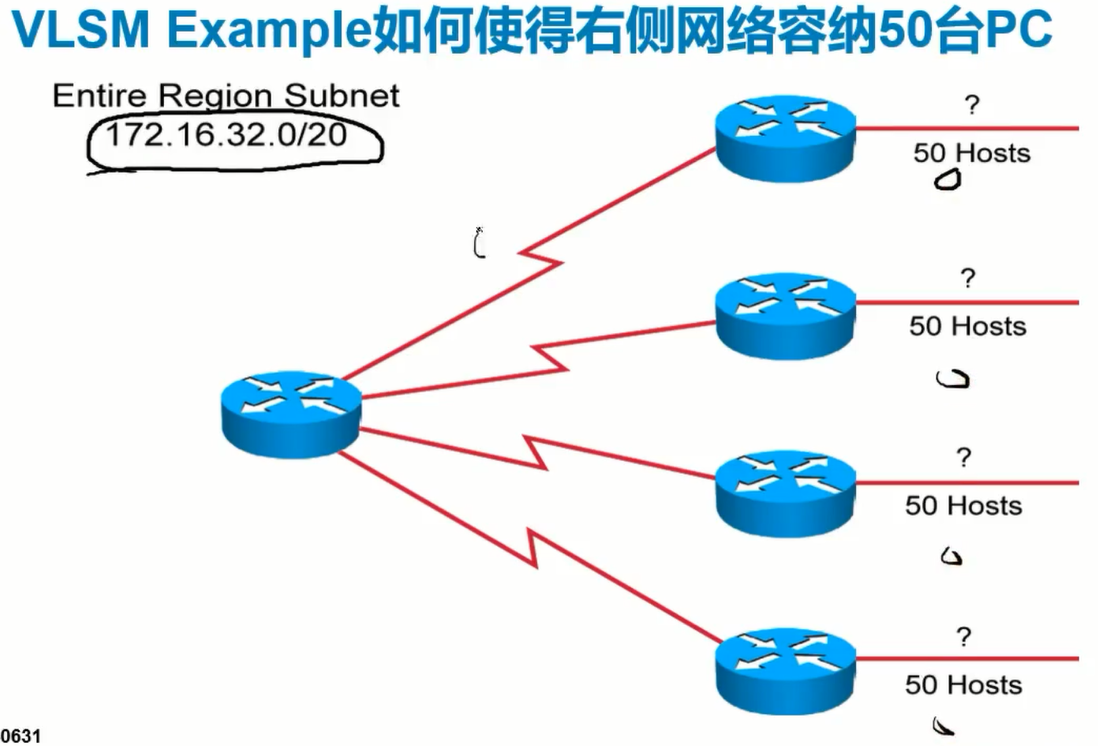 VLSM Example如何使得右侧网络容纳50台PC
Entire Region Subnet
172.16.32.0/20
?
50 Hosts
?
50 Hosts
?
50 Hosts
?
50 Hosts
0631